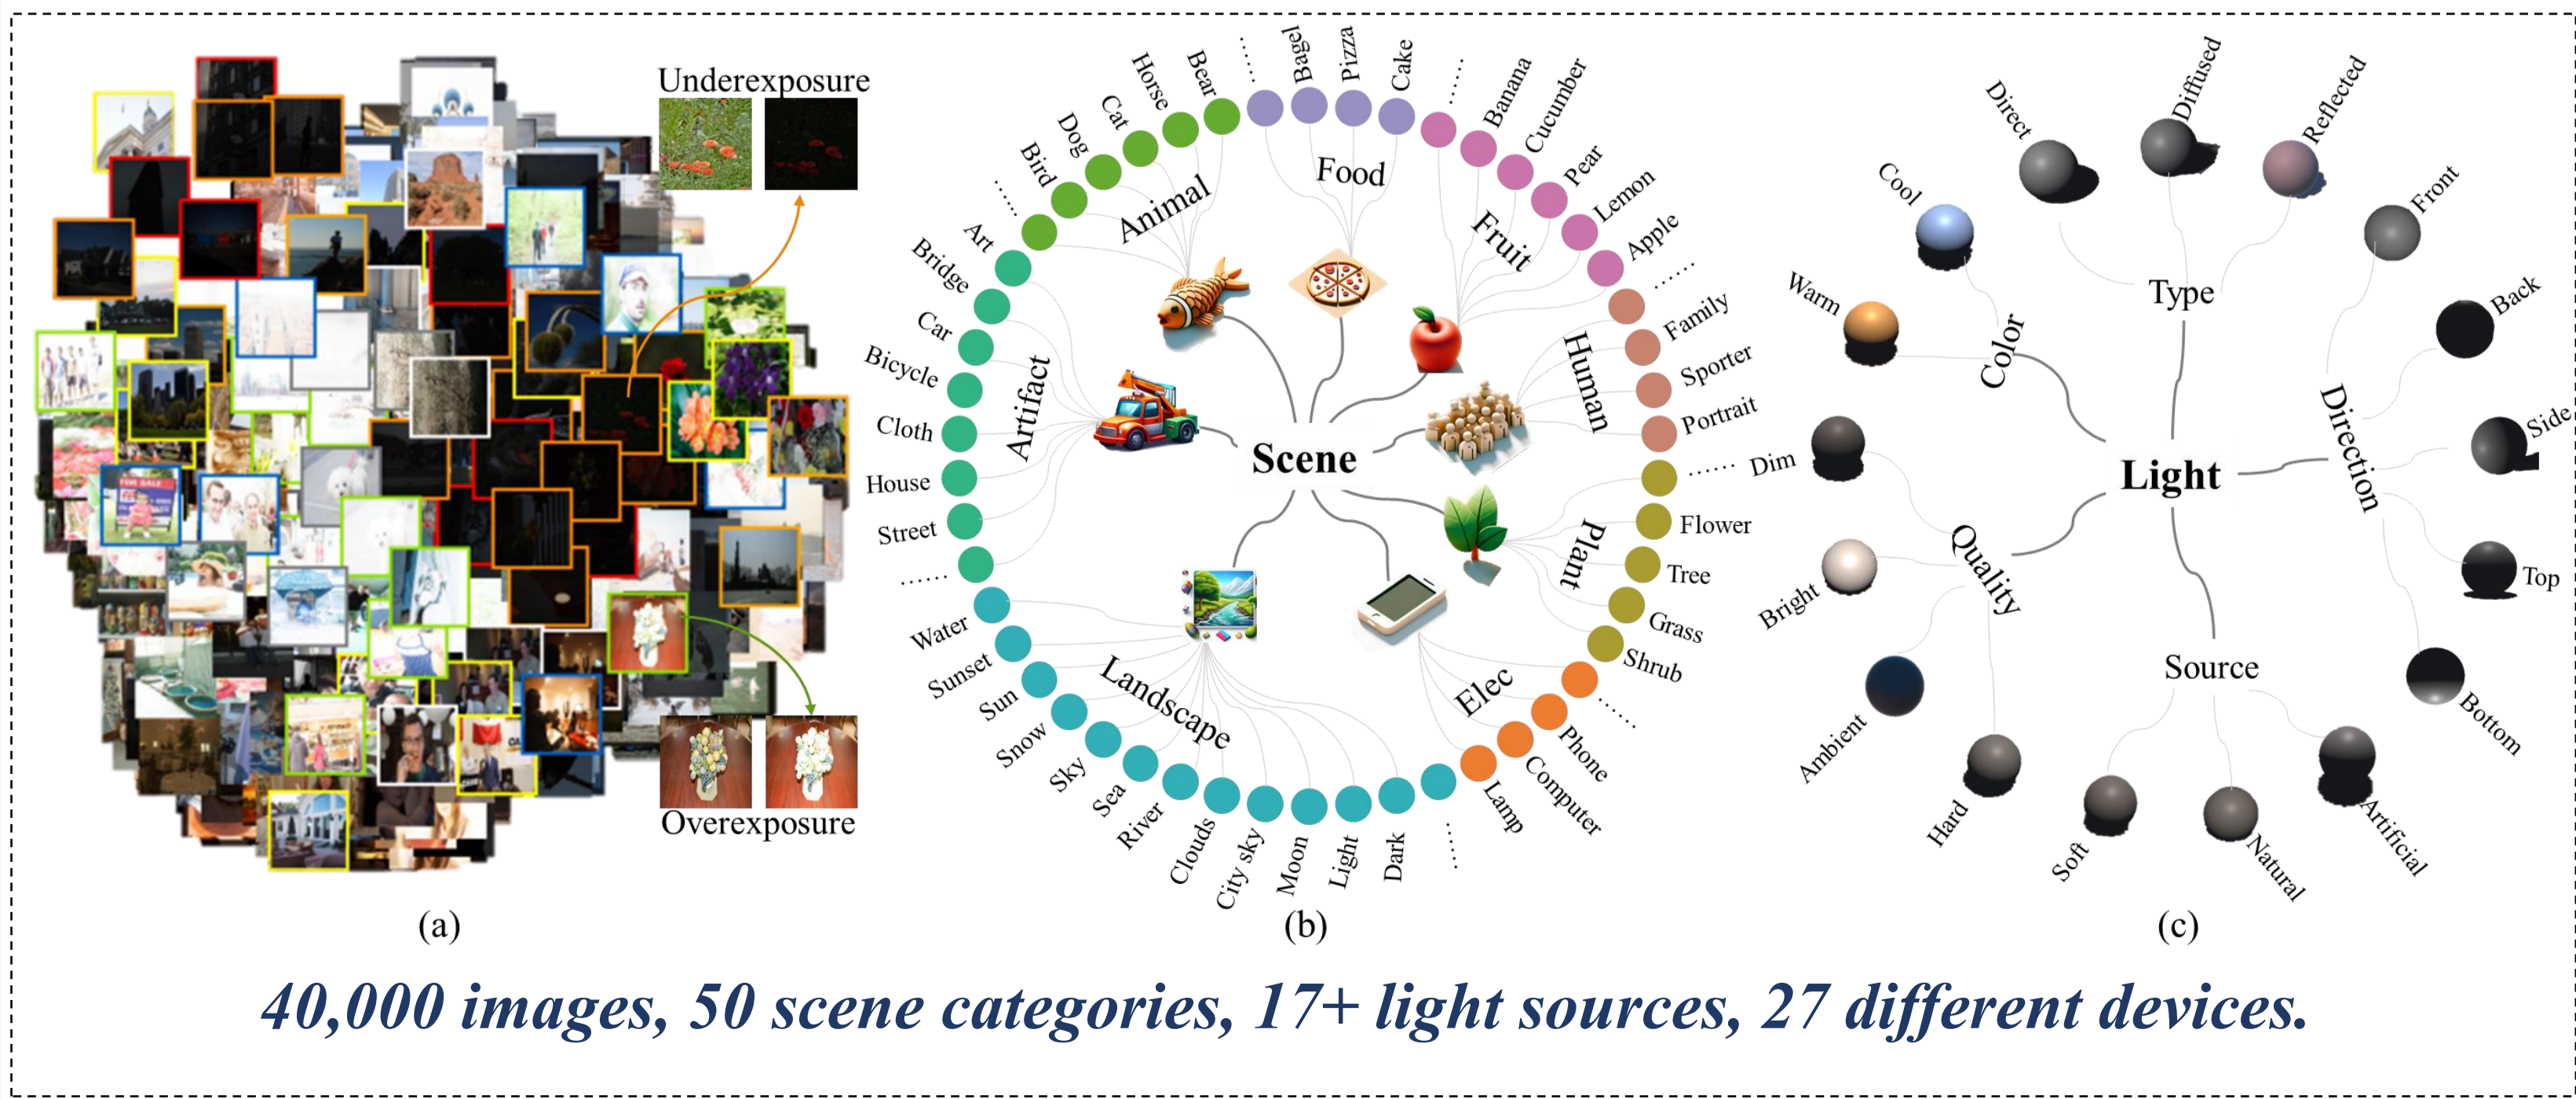 Underexposure
Overexposure
(a)
Scene
Animal
......
Bird
Dog
Cat
Horse
Bear
Food
......
Bagel
Pizza
Cake
Fruit
......
Banana
Cucumber
Pear
Lemon
Apple
Human
......
Family
Sporter
Portrait
Plant
......
Flower
Tree
Grass
Shrub
Elec
......
Phone
Computer
Lamp
Landscape
......
Dark
Light
Moon
City sky
Clouds
River
Sea
Sky
Snow
Sun
Sunset
Water
Artifact
......
Street
House
Cloth
Bicycle
Car
Bridge
Art
(b)
Light
Type
Direct
Diffused
Reflected
Direction
Front
Back
Side
Top
Bottom
Source
Artificial
Natural
Quality
Soft
Hard
Ambient
Bright
Dim
Color
Warm
Cool
(c)
40,000 images, 50 scene categories, 17+ light sources, 27 different devices.
FOR SALE